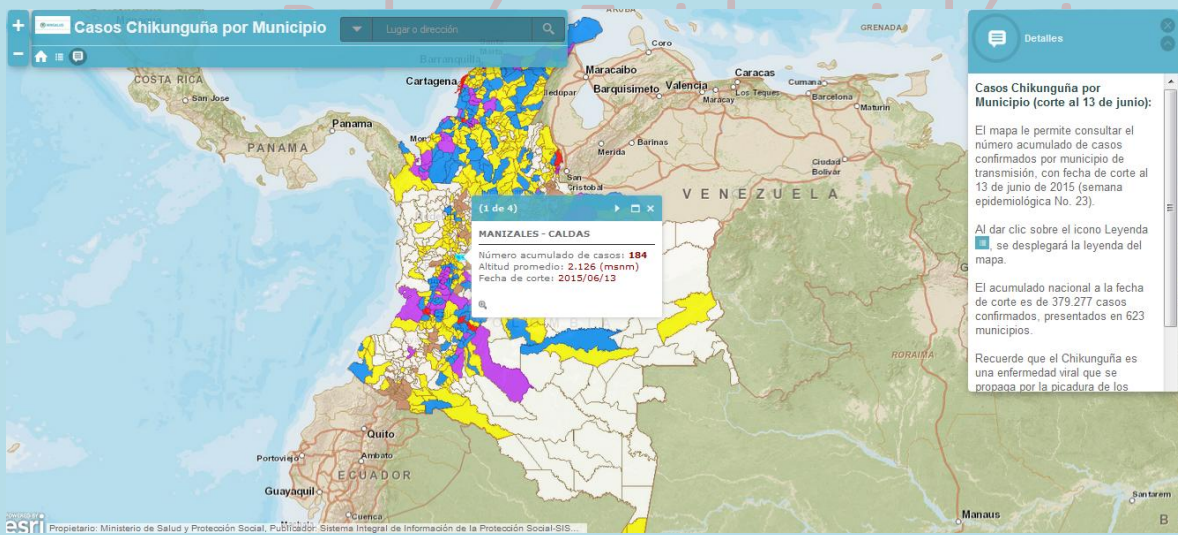 +
Casos Chikunguña por Municipio
Lugar o dirección
−
Detalles
Casos Chikunguña por
Municipio (corte al 13 de junio):
El mapa le permite consultar el
número acumulado de casos
confirmados por municipio de
transmisión, con fecha de corte al
13 de junio de 2015 (semana
epidemiológica No. 23).
Al dar clic sobre el icono Leyenda
, se desplegará la leyenda del
mapa.
El acumulado nacional a la fecha
de corte es de 379.277 casos
confirmados, presentados en 623
municipios.
Recuerde que el Chikunguña es
una enfermedad viral que se
propaga por la picadura de los
(1 de 4)
MANIZALES - CALDAS
Número acumulado de casos: 184
Altitud promedio: 2.126 (msnm)
Fecha de corte: 2015/06/13
ARUBA
GRENADA
Coro
Barranquilla
Maracaibo
Cartagena
Barquisimeto
Valencia
Caracas
Maracay
Los Teques
Cumana
Barcelona
Maturin
COSTA RICA
San Jose
Panama
PANAMA
Merida
Barinas
San
Cristobal
Ciudad
Bolivar
VENEZUELA
RORAIMA
Quito
Portoviejo
Ambato
ECUADOR
Guayaquil
Cuenca
Santarem
Manaus
B
POWERED BY
esri
Propietario: Ministerio de Salud y Protección Social, Publicador: Sistema Integral de Información de la Protección Social-SIS...